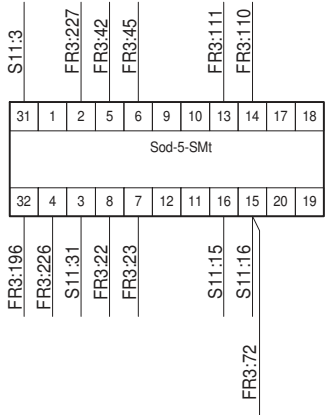 S11:3
FR3:227
FR3:42
FR3:45
FR3:111
FR3:110
31 1 2 5 6 9 10 13 14 17 18
Sod-5-SMt
32 4 3 8 7 12 11 16 15 20 19
FR3:196
FR3:226
S11:31
FR3:22
FR3:23
S11:15
S11:16
FR3:72